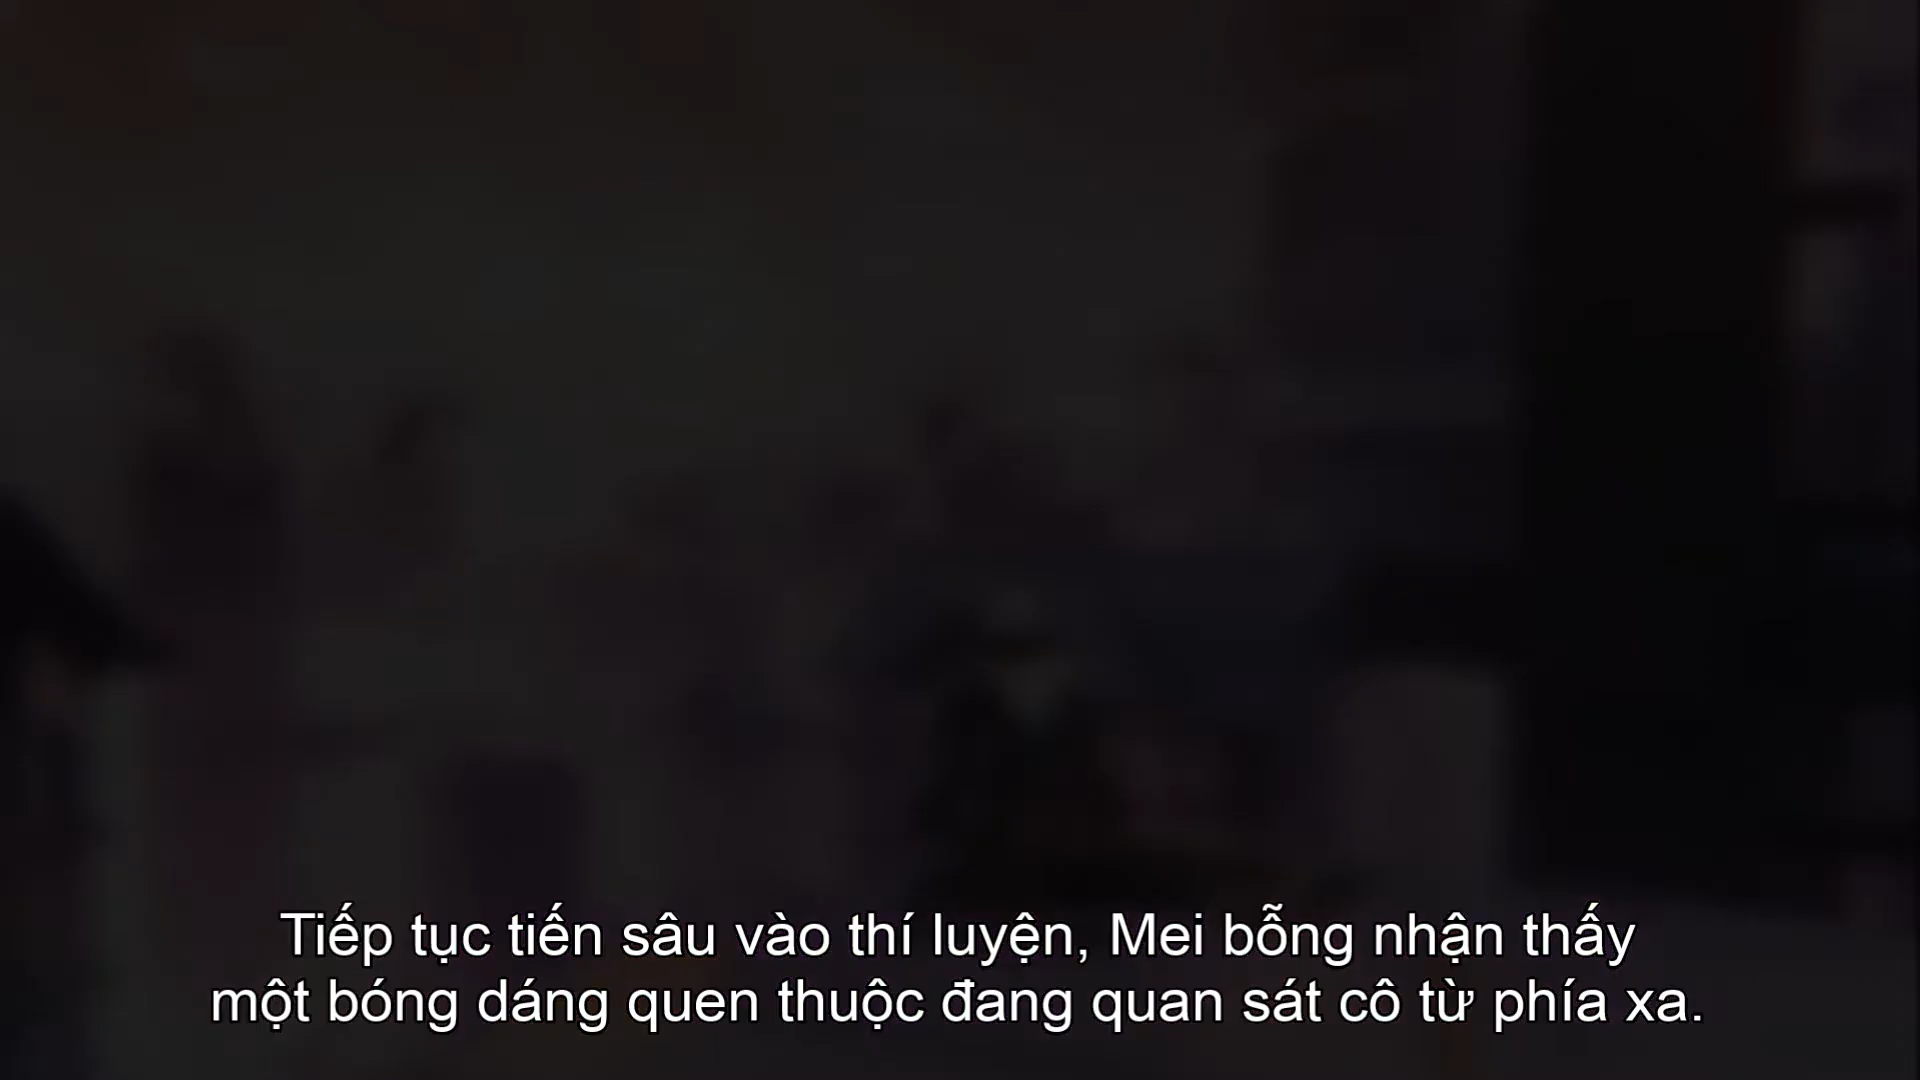 Tiếp tục tiến sâu vào thí luyện, Mei bỗng nhận thấy
một bóng dáng quen thuộc đang quan sát cô từ phía xa.